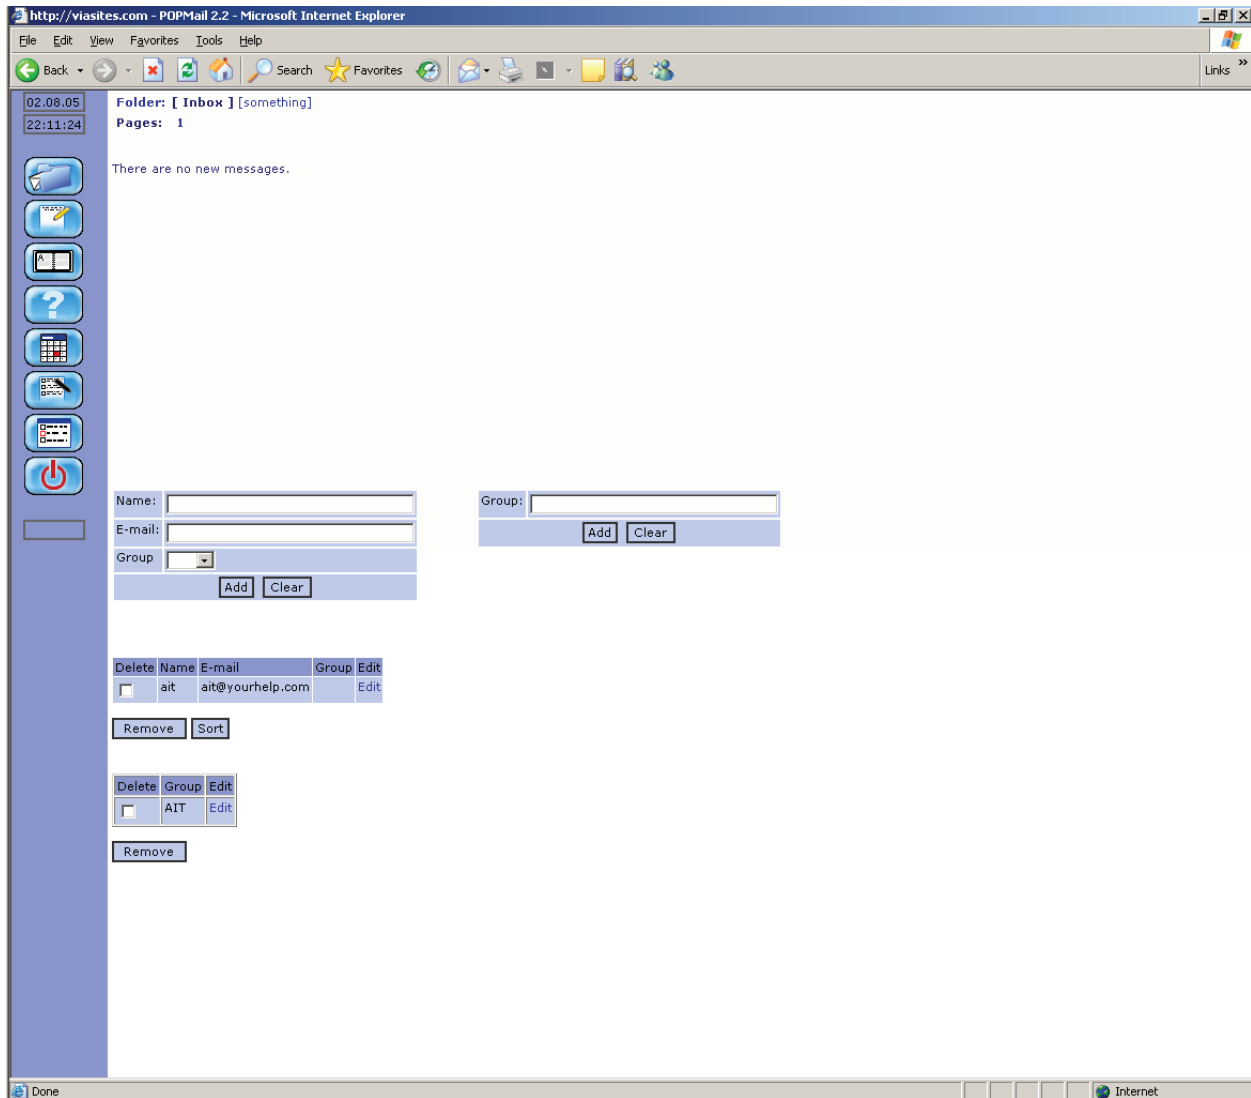 http://viasites.com - POPMail 2.2 - Microsoft Internet Explorer
File Edit View Favorites Tools Help
Back Search Favorites Links »
02.08.05
22:11:24
Folder: [ Inbox ] [something]
Pages: 1
There are no new messages.
Name:
E-mail:
Group
Add Clear
Group:
Add Clear
Delete Name E-mail Group Edit
ait ait@yourhelp.com Edit
Remove Sort
Delete Group Edit
AIT Edit
Remove
Done Internet